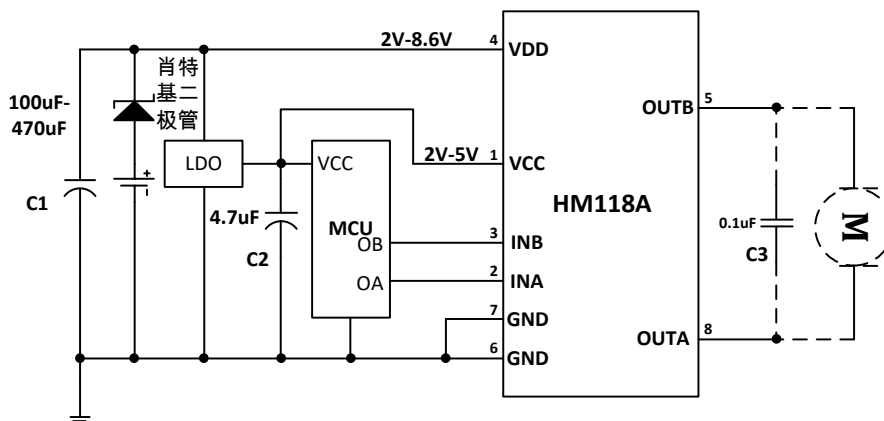 2V-8.6V
4
VDD
肖特
基二
极管
100uF-
470uF
C1
+
LDO
VCC
2V-5V
1
VCC
4.7uF
C2
MCU
OB
OA
3
INB
2
INA
7
GND
6
GND
HM118A
5
OUTB
8
OUTA
0.1uF
C3
M